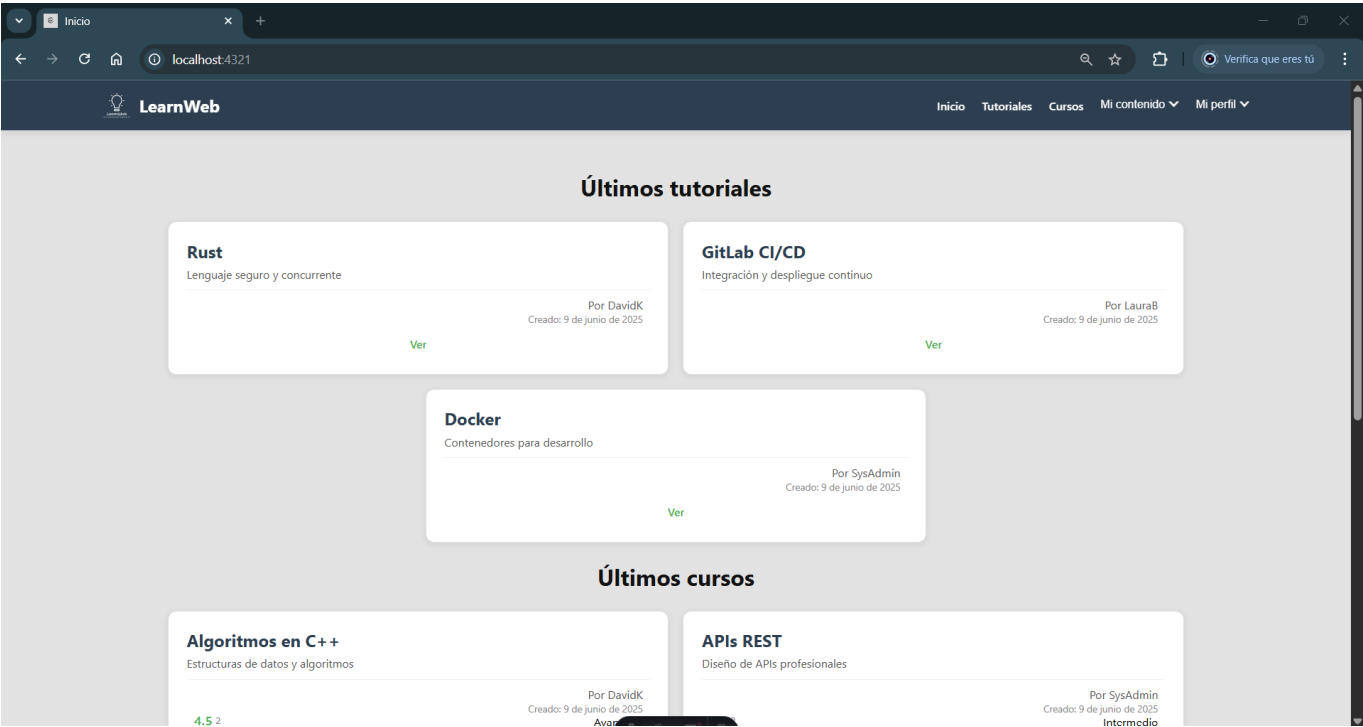 Inicio
localhost:4321
Verifica que eres tú
LearnWeb
Inicio Tutoriales Cursos Mi contenido Mi perfil
Últimos tutoriales
Rust
Lenguaje seguro y concurrente
Por DavidK
Creado: 9 de junio de 2025
Ver
GitLab CI/CD
Integración y despliegue continuo
Por LauraB
Creado: 9 de junio de 2025
Ver
Docker
Contenedores para desarrollo
Por SysAdmin
Creado: 9 de junio de 2025
Ver
Últimos cursos
Algoritmos en C++
Estructuras de datos y algoritmos
Por DavidK
Creado: 9 de junio de 2025
4.5 2
APIs REST
Diseño de APIs profesionales
Por SysAdmin
Creado: 9 de junio de 2025
Intermedio